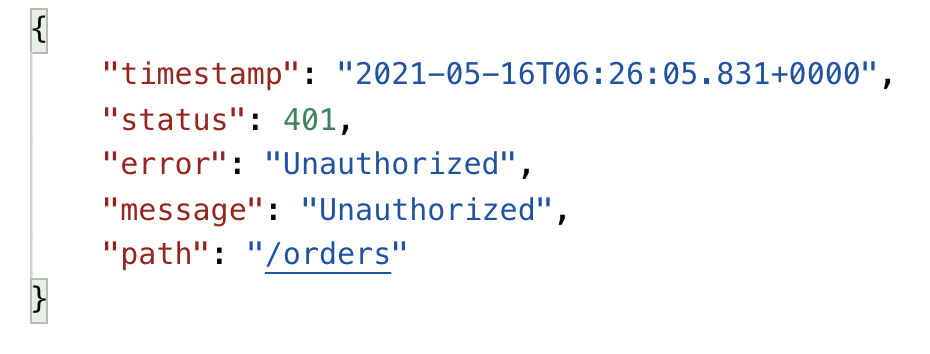 {
"timestamp": "2021-05-16T06:26:05.831+0000",
"status": 401,
"error": "Unauthorized",
"message": "Unauthorized",
"path": "/orders"
}